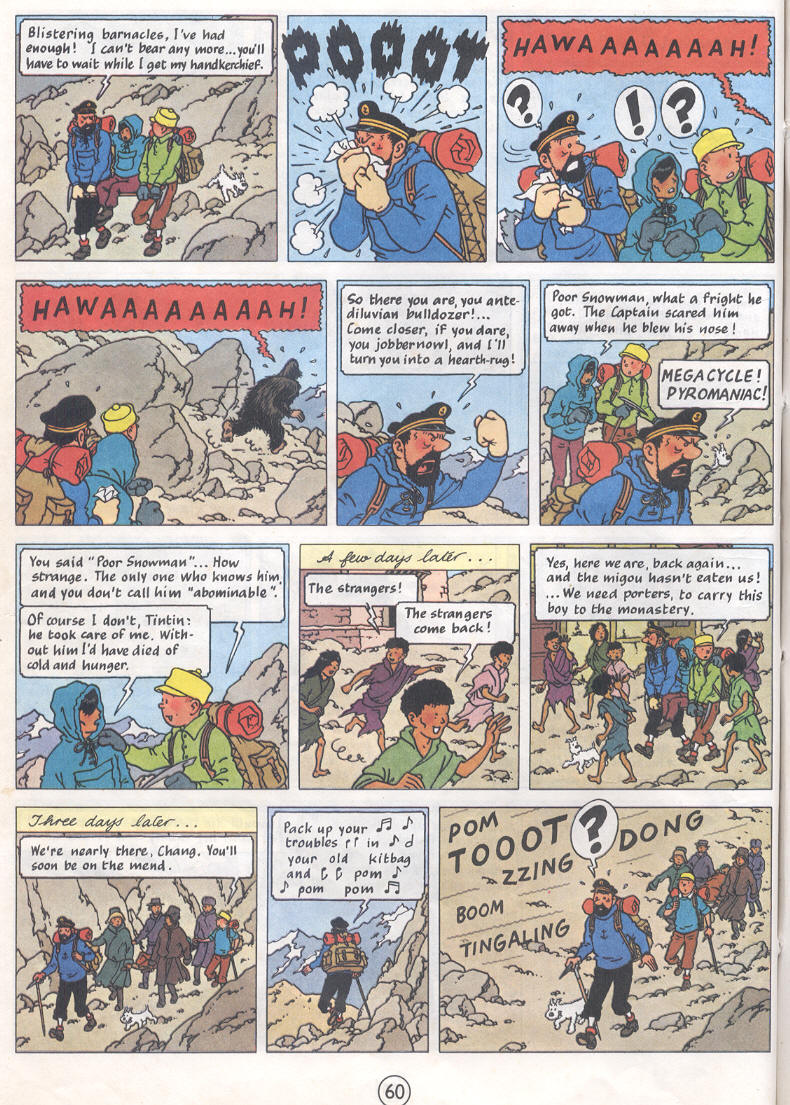 Blistering barnacles, I've had
enough! I can't bear any more...you'll
have to wait while I get my handkerchief.
POOOT
HAWAAAAAAAH!
?
! ?
HAWAAAAAAAAH!
So there you are, you ante-
diluvian bulldozer!...
Come closer, if you dare,
you jobbernowl, and I'll
turn you into a hearth-rug!
Poor Snowman, what a fright he
got. The Captain scared him
away when he blew his nose!
MEGACYCLE!
PYROMANIAC!
You said "Poor Snowman"... How
strange. The only one who knows him,
and you don't call him "abominable".
Of course I don't, Tintin:
he took care of me. With-
out him I'd have died of
cold and hunger.
A few days later...
The strangers!
The strangers
come back!
Yes, here we are, back again...
and the migou hasn't eaten us!
...We need porters, to carry this
boy to the monastery.
Three days later...
We're nearly there, Chang. You'll
soon be on the mend.
Pack up your ♫ ♪
troubles ♪♪ in ♪ ♩
your old kitbag
and ♪ ♪ pom ♪
♪ pom pom ♫
POM
TOOOT
ZZING
?
DONG
BOOM
TINGALING
60